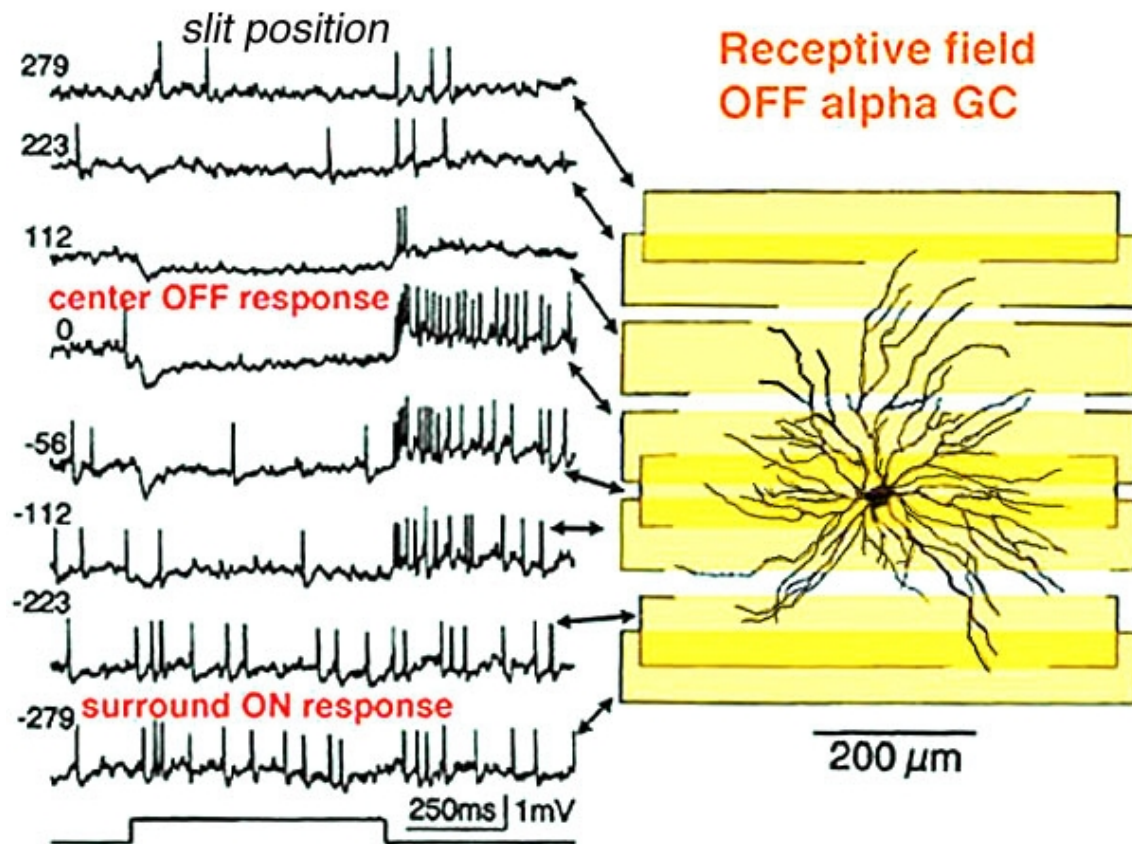 slit position
Receptive field
OFF alpha GC
279
223
112
center OFF response
0
-56
-112
-223
surround ON response
-279
250ms 1mV
200 µm